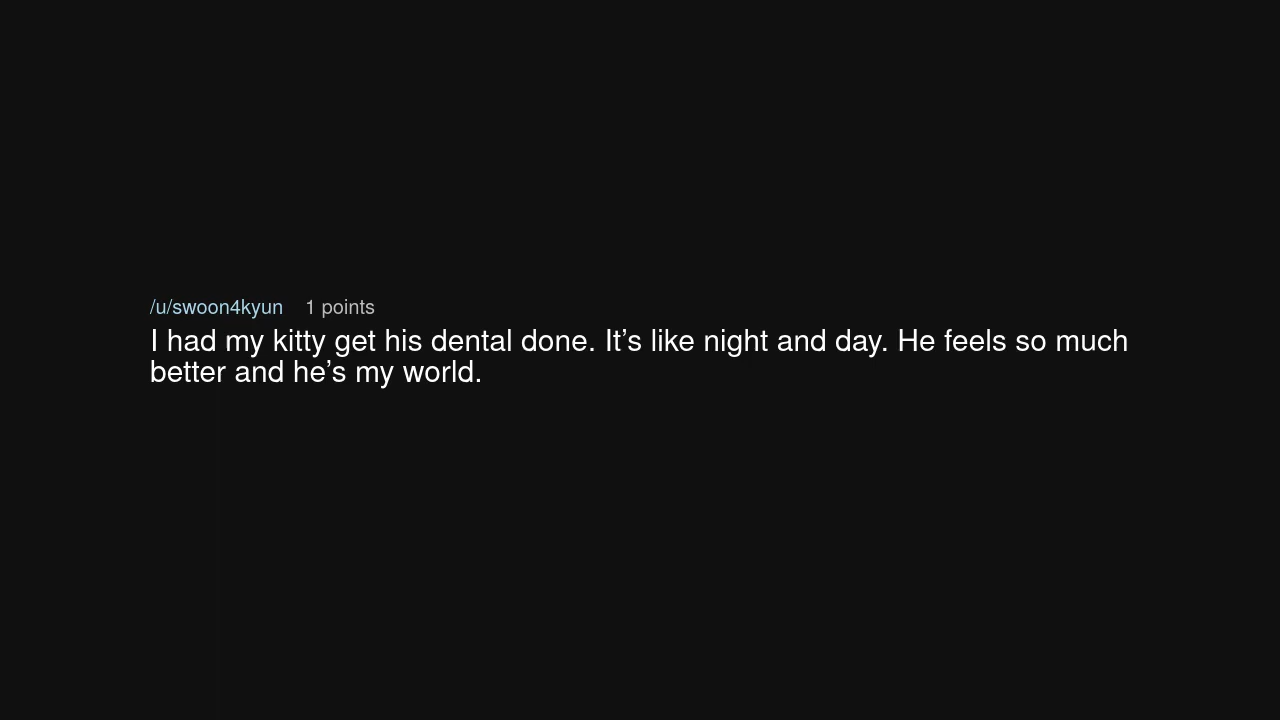 /u/swoon4kyun 1 points
I had my kitty get his dental done. It’s like night and day. He feels so much
better and he’s my world.